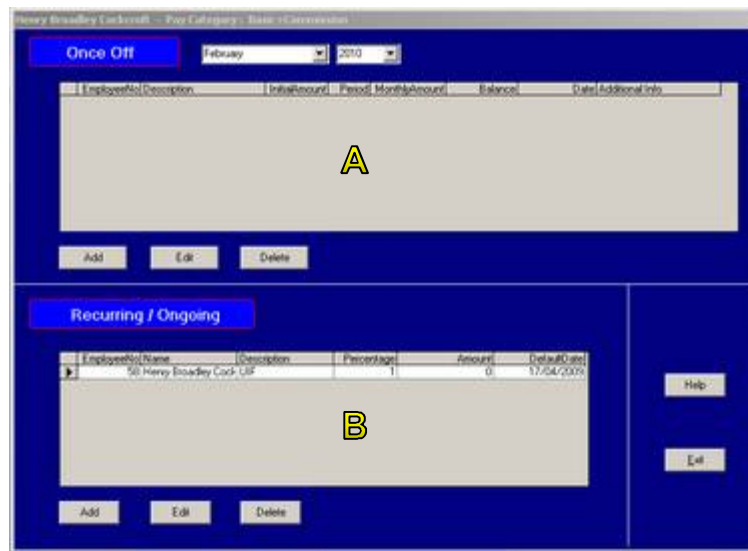 Henry Broadley Cockcroft - Pay Category: Basic+Commission
Once Off February 2010
EmployeeNo Description InitialAmount Period MonthlyAmount Balance Date Additional Info
A
Add Edit Delete
Recurring / Ongoing
EmployeeNo Name Description Percentage Amount DefaultDate
58 Henry Broadley Cock UIF 1 0 17/04/2009
Help
B
Exit
Add Edit Delete